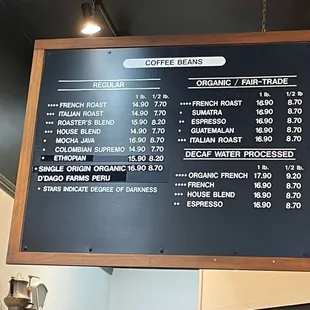 COFFEE BEANS
REGULAR
1 lb. 1/2 lb.
**** FRENCH ROAST 14.90 7.70
*** ITALIAN ROAST 14.90 7.70
** ROASTER'S BLEND 15.90 8.20
*** HOUSE BLEND 14.90 7.70
* MOCHA JAVA 16.90 8.70
* COLOMBIAN SUPREMO 14.90 7.70
* ETHIOPIAN 15.90 8.20
* SINGLE ORIGIN ORGANIC 16.90 8.70
D'DAGO FARMS PERU
* STARS INDICATE DEGREE OF DARKNESS
ORGANIC / FAIR-TRADE
1 lb. 1/2 lb.
**** FRENCH ROAST 16.90 8.70
* SUMATRA 16.90 8.70
** ESPRESSO 16.90 8.70
* GUATEMALAN 16.90 8.70
*** ITALIAN ROAST 16.90 8.70
DECAF WATER PROCESSED
1 lb. 1/2 lb.
**** ORGANIC FRENCH 17.90 9.20
**** FRENCH 16.90 8.70
*** HOUSE BLEND 16.90 8.70
** ESPRESSO 16.90 8.70